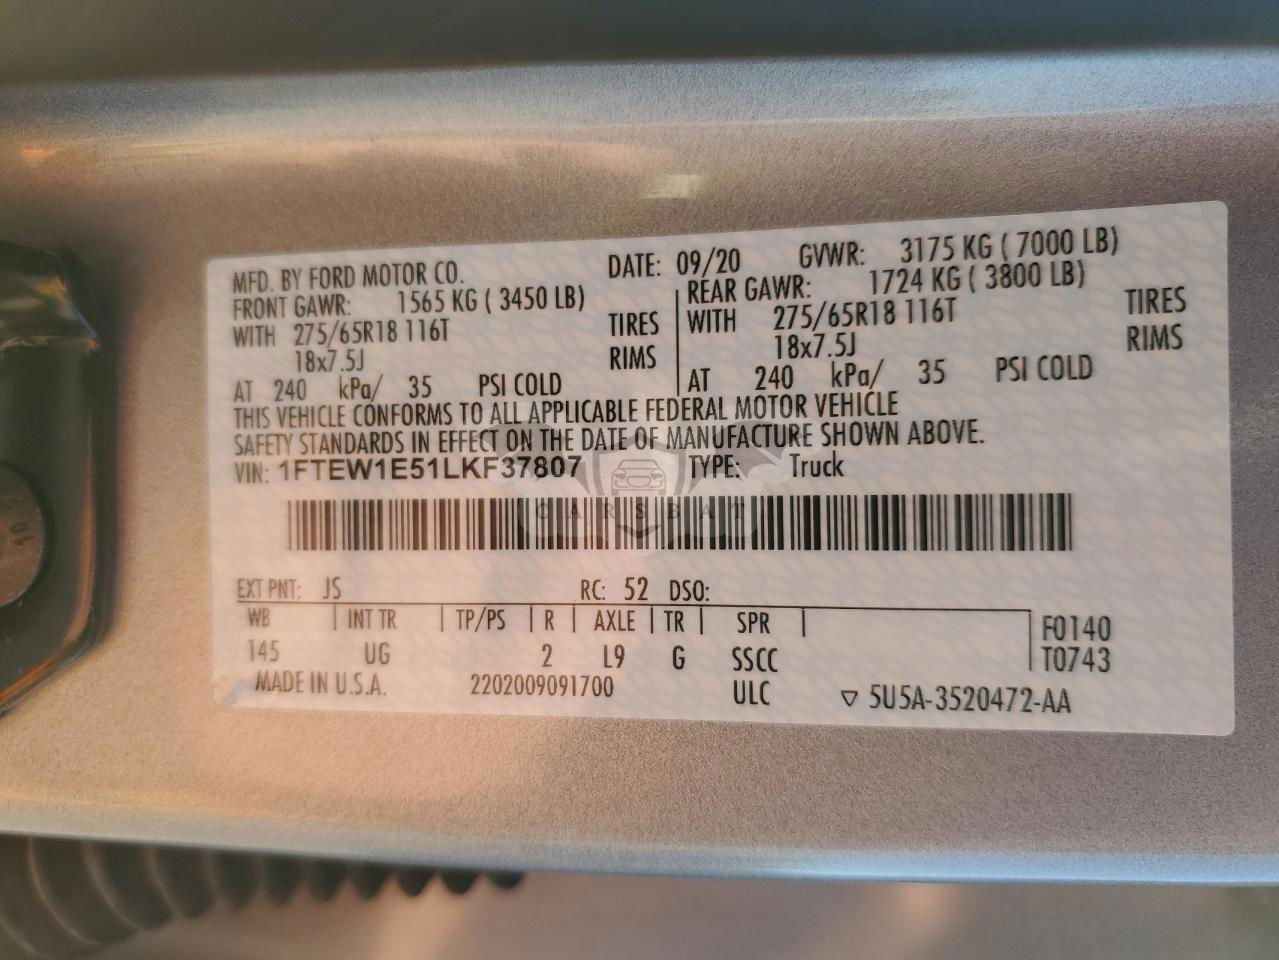 MFD. BY FORD MOTOR CO. DATE: 09/20 GVWR: 3175 KG ( 7000 LB)
FRONT GAWR: 1565 KG ( 3450 LB) REAR GAWR: 1724 KG ( 3800 LB)
WITH 275/65R18 116T TIRES WITH 275/65R18 116T TIRES
18x7.5J RIMS 18x7.5J RIMS
AT 240 kPa/ 35 PSI COLD AT 240 kPa/ 35 PSI COLD
THIS VEHICLE CONFORMS TO ALL APPLICABLE FEDERAL MOTOR VEHICLE
SAFETY STANDARDS IN EFFECT ON THE DATE OF MANUFACTURE SHOWN ABOVE.
VIN: 1FTEW1E51LKF37807 TYPE: Truck
CARSBAT
EXT PNT: JS RC: 52 DSO:
WB | INT TR | TP/PS | R | AXLE | TR | SPR | F0140
145 UG 2 L9 G SSCC T0743
MADE IN U.S.A. 2202009091700 ULC ▽ 5U5A-3520472-AA
10